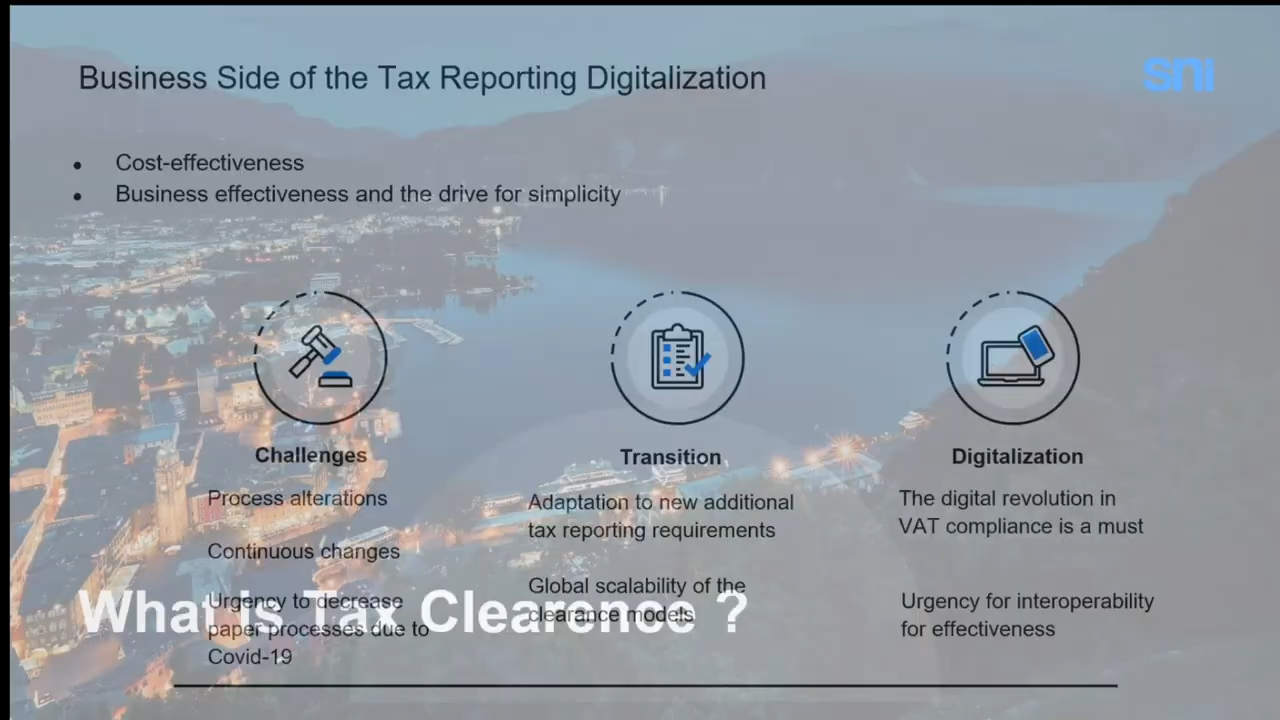 Business Side of the Tax Reporting Digitalization
sni
Cost-effectiveness
Business effectiveness and the drive for simplicity
Challenges
Process alterations
Continuous changes
Urgency to decrease
paper processes due to
Covid-19
Transition
Adaptation to new additional
tax reporting requirements
Global scalability of the
clearance models
Digitalization
The digital revolution in
VAT compliance is a must
Urgency for interoperability
for effectiveness
What is Tax Clearence ?